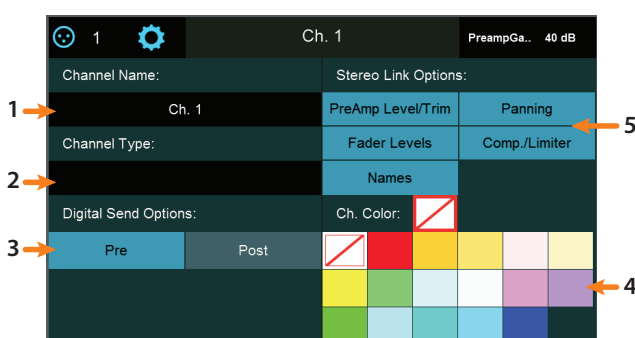 1 Ch. 1 PreampGa.. 40 dB
Channel Name: Stereo Link Options:
1 Ch. 1 PreAmp Level/Trim Panning 5
Channel Type: Fader Levels Comp./Limiter
2 Names
Digital Send Options: Ch. Color:
3 Pre Post
4